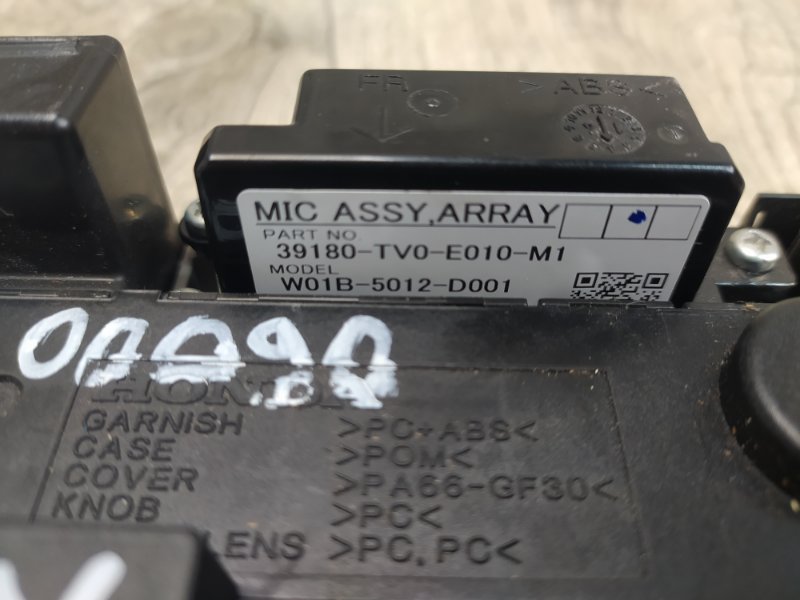 FR >ABS<
MIC ASSY,ARRAY
PART NO.
39180-TV0-E010-M1
MODEL
W01B-5012-D001
HONDA
GARNISH >PC+ABS<
CASE >POM<
COVER >PA66-GF30<
KNOB >PC<
LENS >PC,PC<